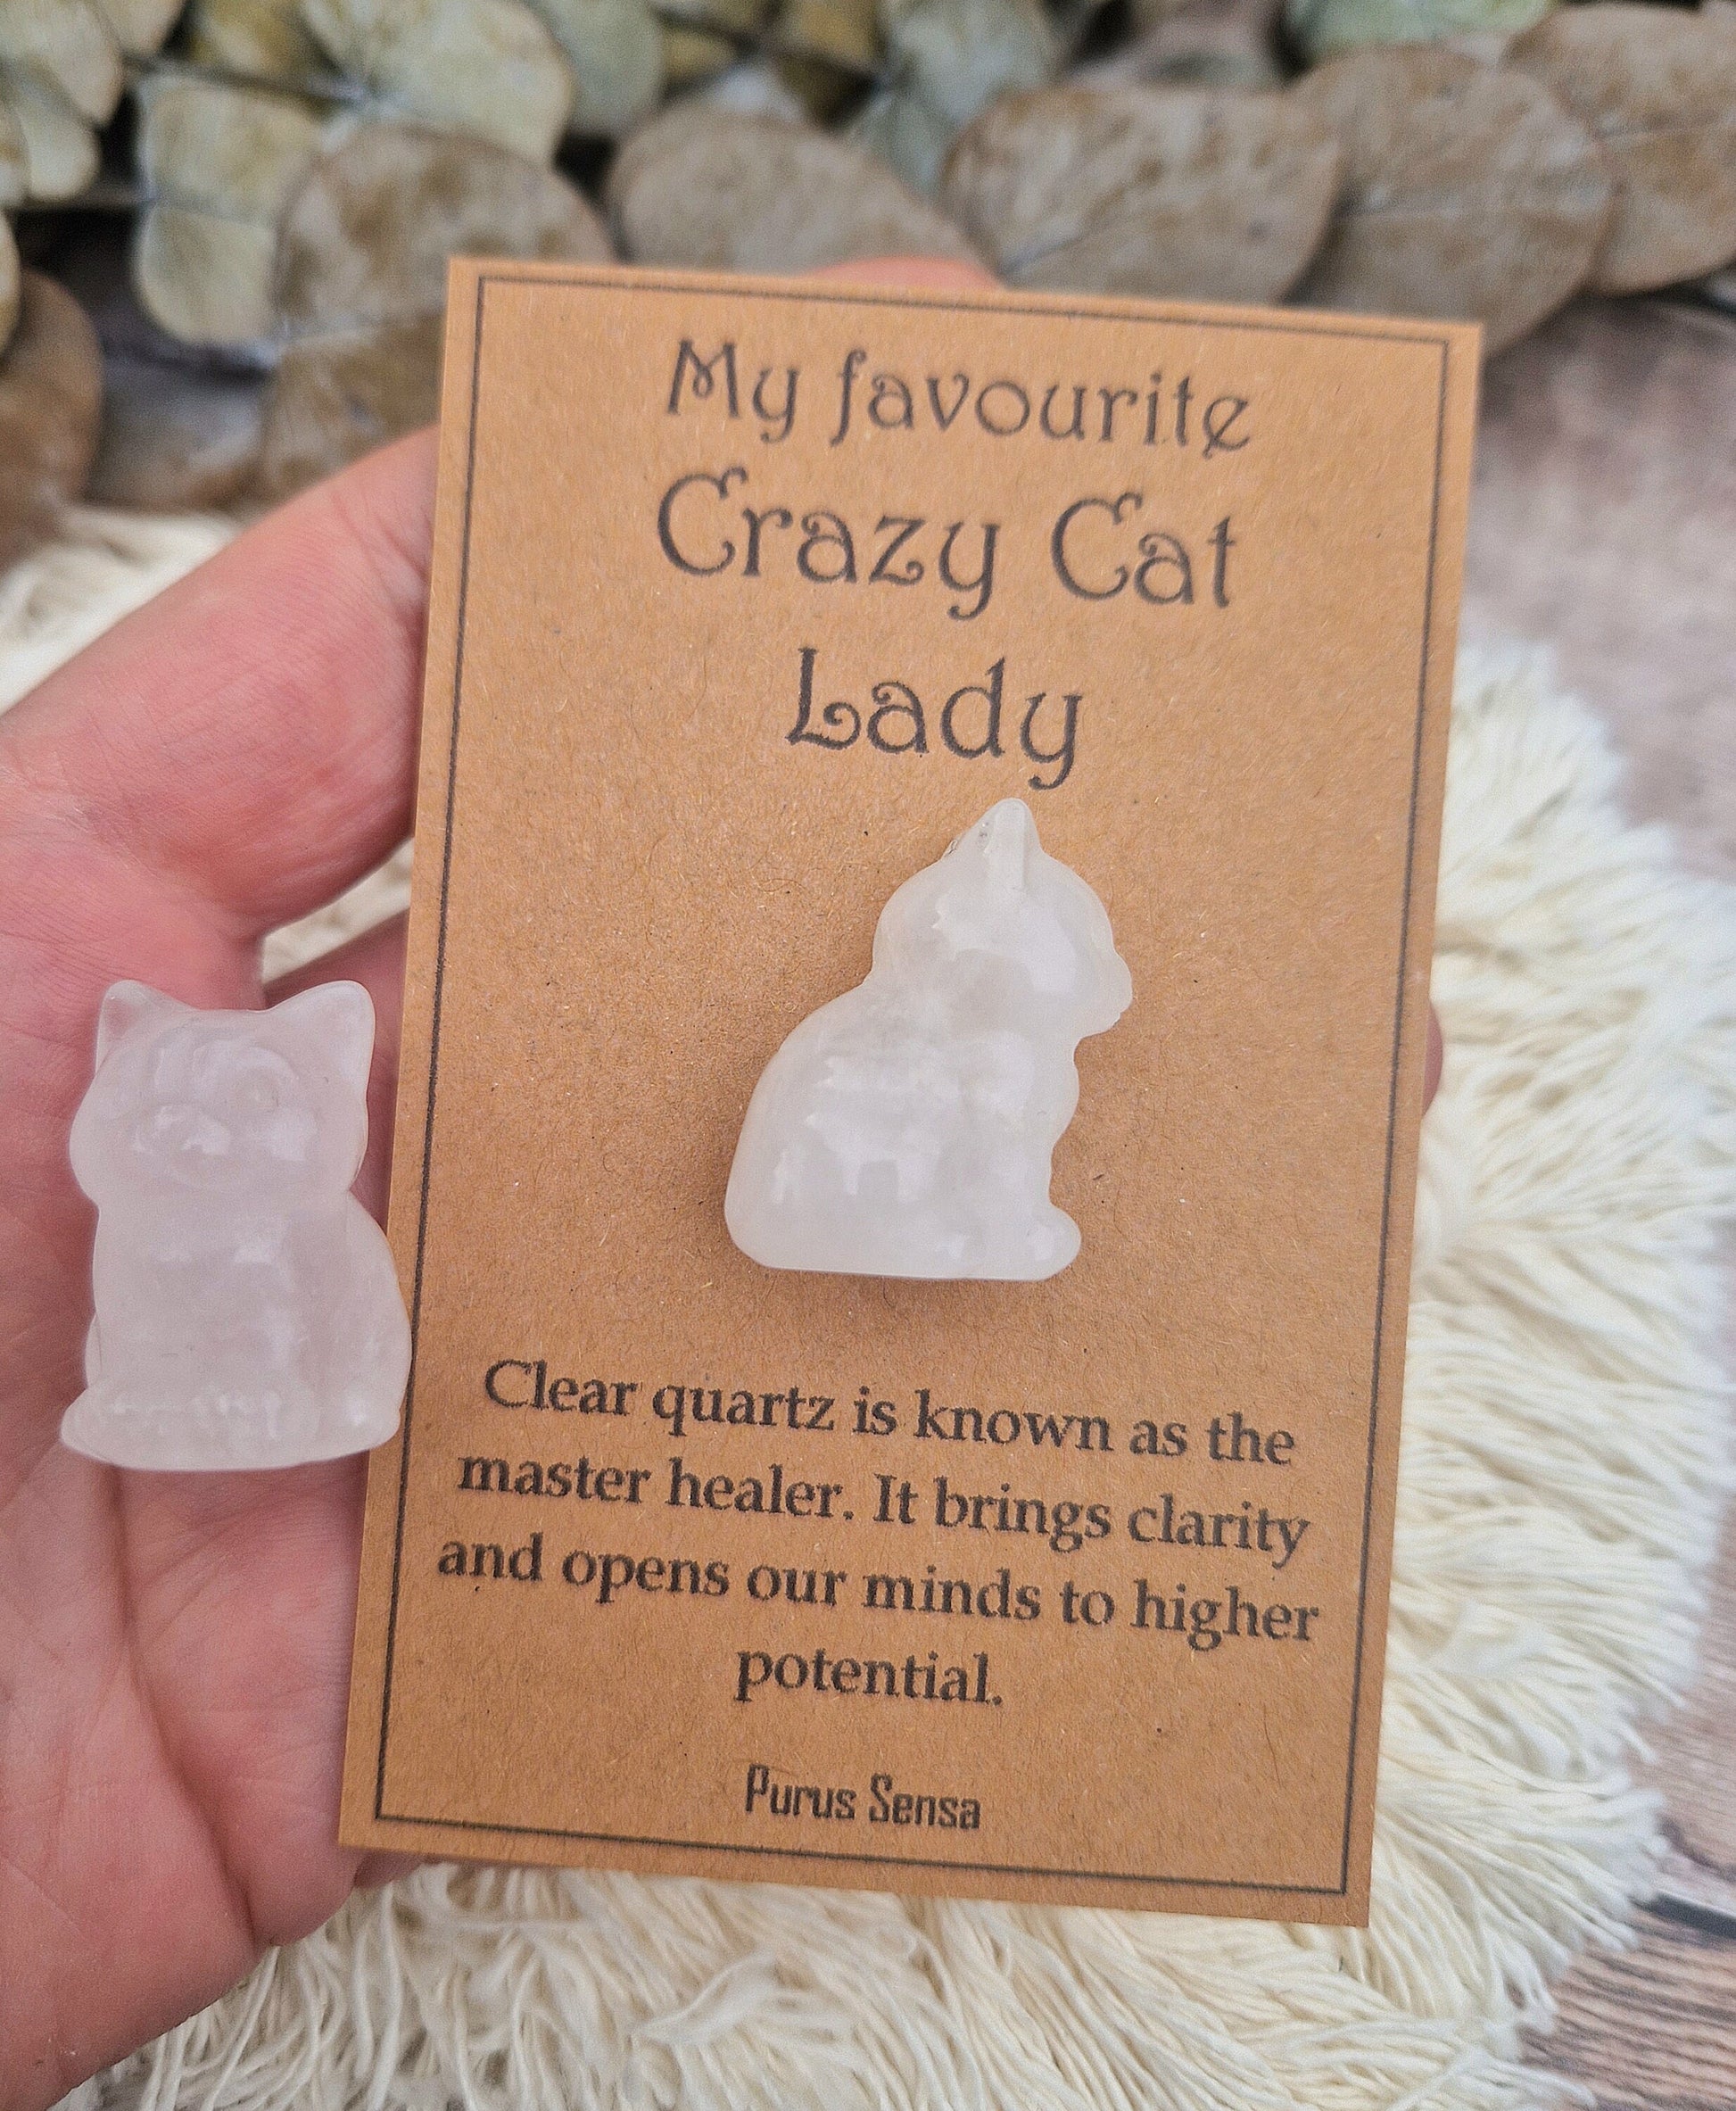 My favourite
Crazy Cat
Lady
Clear quartz is known as the
master healer. It brings clarity
and opens our minds to higher
potential.
Purus Sensa